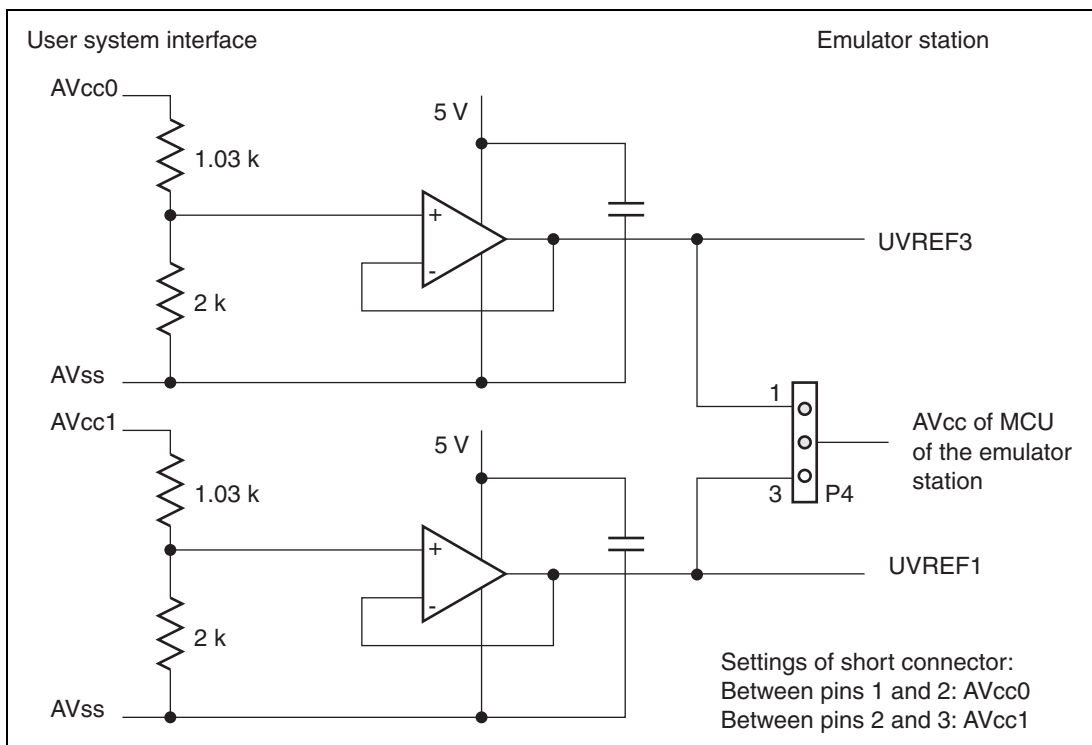 User system interface
Emulator station
AVcc0
5 V
1.03 k
+
-
UVREF3
2 k
AVss
1
AVcc1
AVcc of MCU
of the emulator
station
5 V
3
P4
1.03 k
+
-
UVREF1
2 k
Settings of short connector:
Between pins 1 and 2: AVcc0
Between pins 2 and 3: AVcc1
AVss